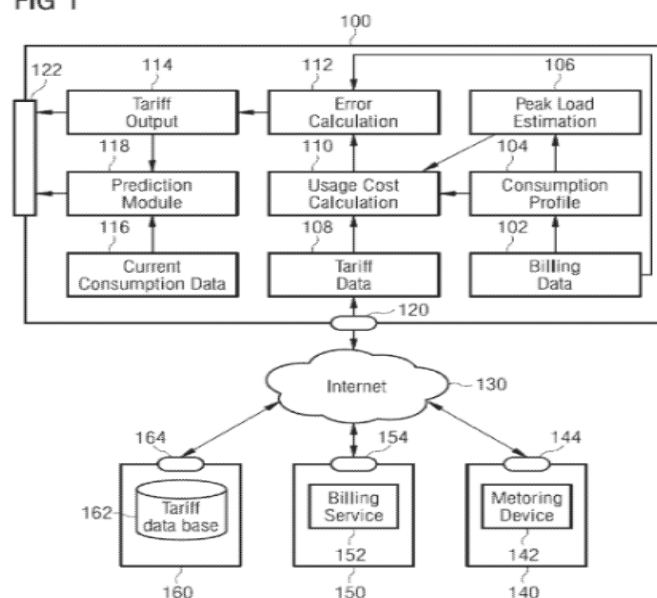 FIG 1
100
122
114
112
106
Tariff
Output
Error
Calculation
Peak Load
Estimation
118
110
104
Prediction
Module
Usage Cost
Calculation
Consumption
Profile
116
108
102
Current
Consumption Data
Tariff
Data
Billing
Data
120
Internet
130
164
154
144
162
Tariff
data base
Billing
Service
Metoring
Device
152
142
160
150
140